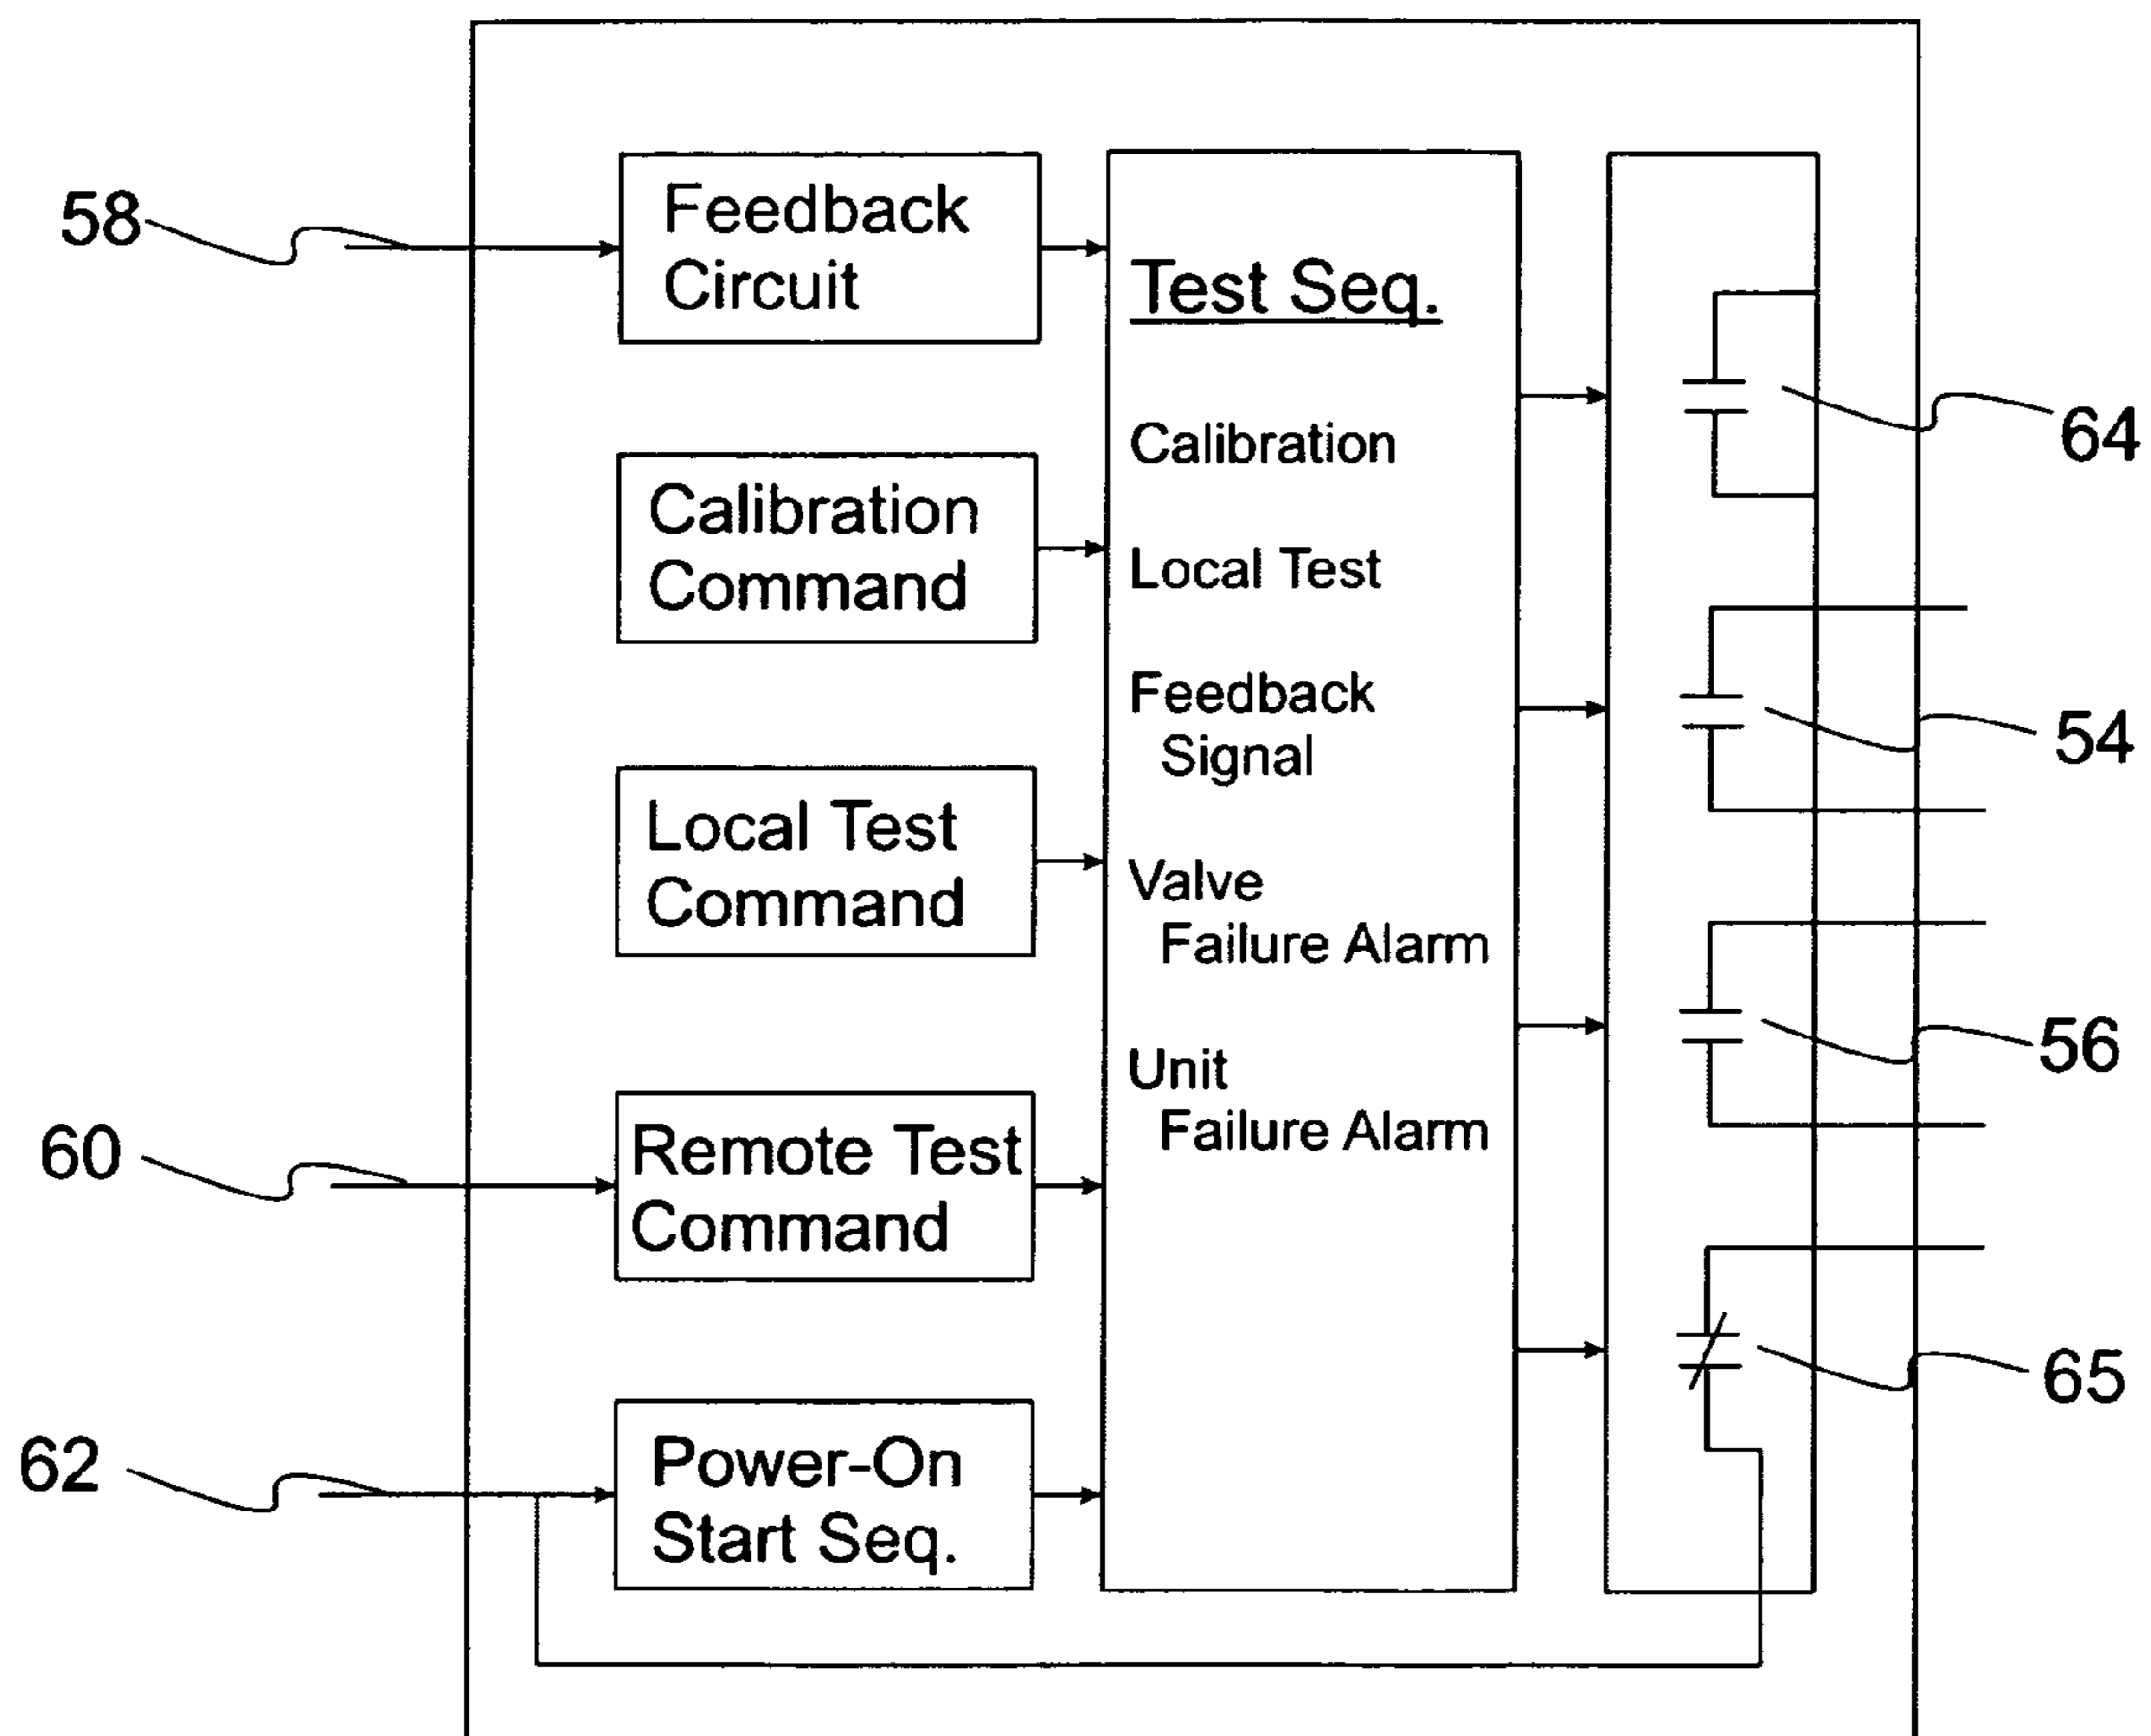 58
Feedback
Circuit
Calibration
Command
Local Test
Command
60
Remote Test
Command
62
Power-On
Start Seq.
Test Seq.
Calibration
Local Test
Feedback
Signal
Valve
Failure Alarm
Unit
Failure Alarm
64
54
56
65